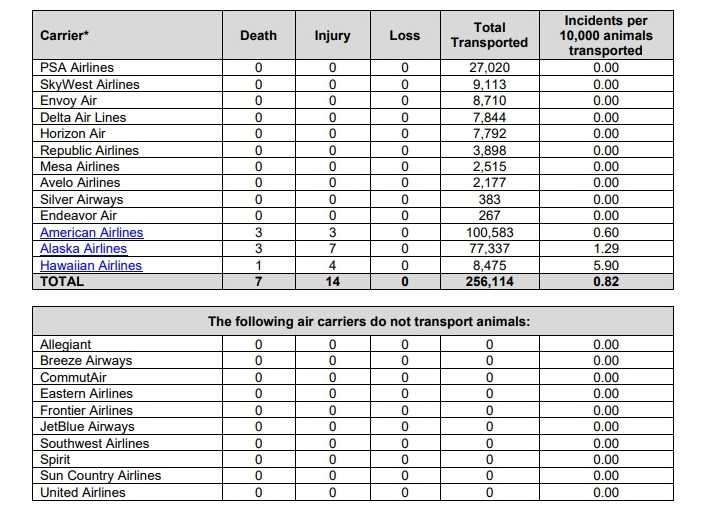 Carrier* Death Injury Loss Total Transported Incidents per 10,000 animals transported
PSA Airlines 0 0 0 27,020 0.00
SkyWest Airlines 0 0 0 9,113 0.00
Envoy Air 0 0 0 8,710 0.00
Delta Air Lines 0 0 0 7,844 0.00
Horizon Air 0 0 0 7,792 0.00
Republic Airlines 0 0 0 3,898 0.00
Mesa Airlines 0 0 0 2,515 0.00
Avelo Airlines 0 0 0 2,177 0.00
Silver Airways 0 0 0 383 0.00
Endeavor Air 0 0 0 267 0.00
American Airlines 3 3 0 100,583 0.60
Alaska Airlines 3 7 0 77,337 1.29
Hawaiian Airlines 1 4 0 8,475 5.90
TOTAL 7 14 0 256,114 0.82
The following air carriers do not transport animals:
Allegiant 0 0 0 0 0.00
Breeze Airways 0 0 0 0 0.00
CommutAir 0 0 0 0 0.00
Eastern Airlines 0 0 0 0 0.00
Frontier Airlines 0 0 0 0 0.00
JetBlue Airways 0 0 0 0 0.00
Southwest Airlines 0 0 0 0 0.00
Spirit 0 0 0 0 0.00
Sun Country Airlines 0 0 0 0 0.00
United Airlines 0 0 0 0 0.00